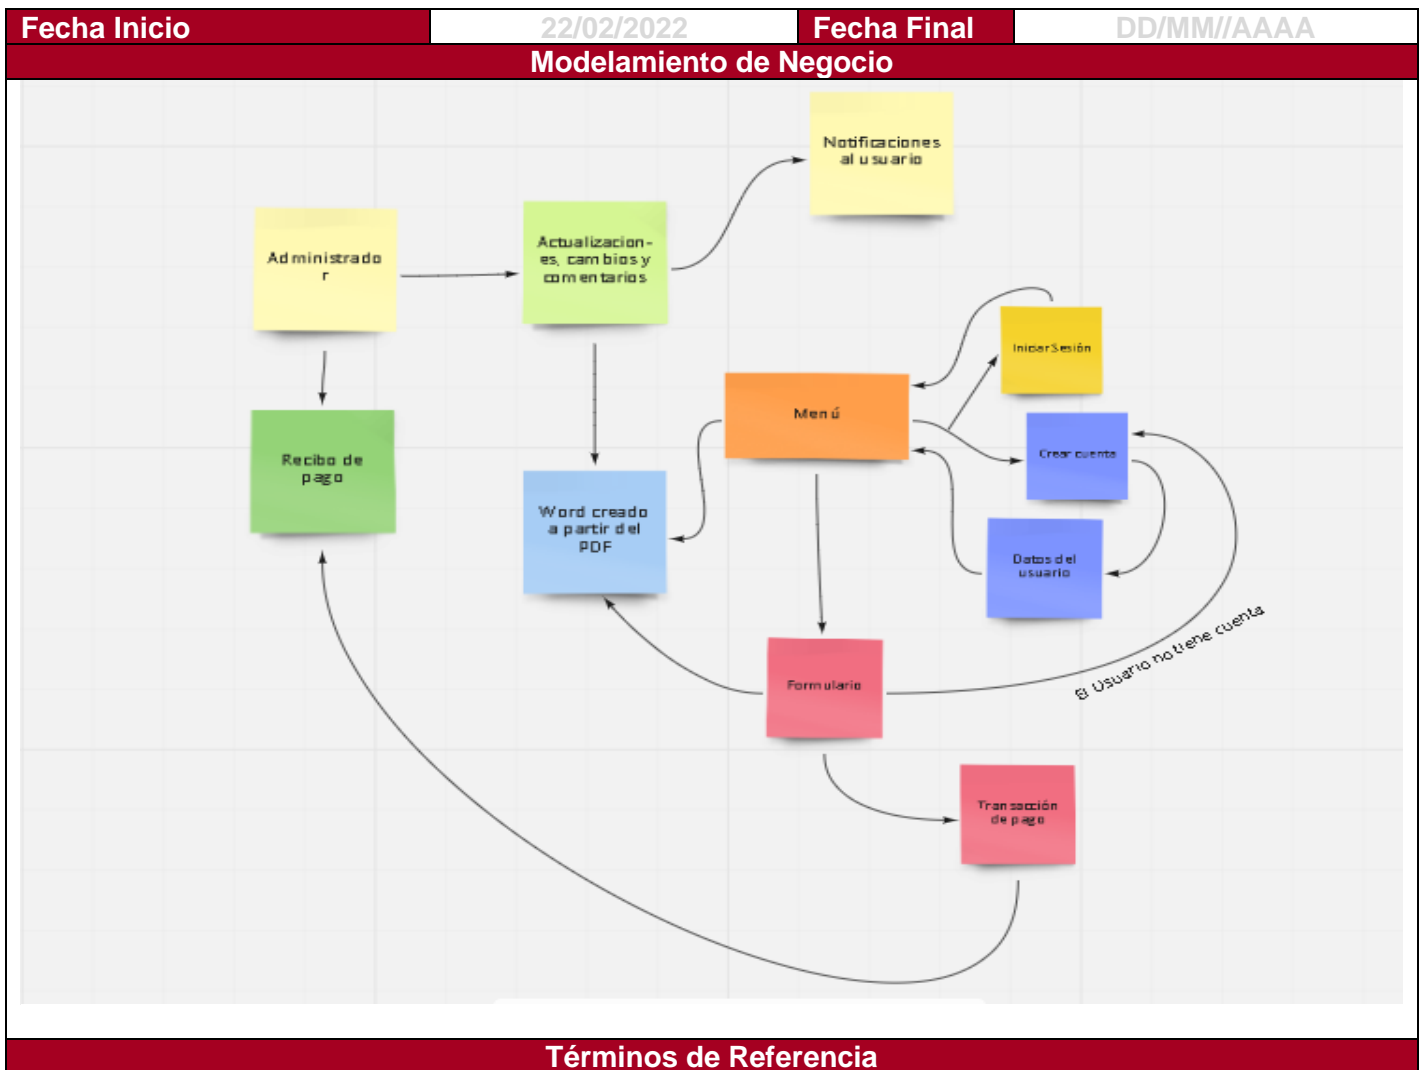 Fecha Inicio 22/02/2022 Fecha Final DD/MM//AAAA
Modelamiento de Negocio
Notificaciones
al usuario
Administrado
r
Actualizacion-
es, cambios y
comentarios
Iniciar Sesión
Menú
Crear cuenta
Recibo de
pago
Word creado
a partir del
PDF
Datos del
usuario
El Usuario no tiene cuenta
Formulario
Transacción
de pago
Términos de Referencia